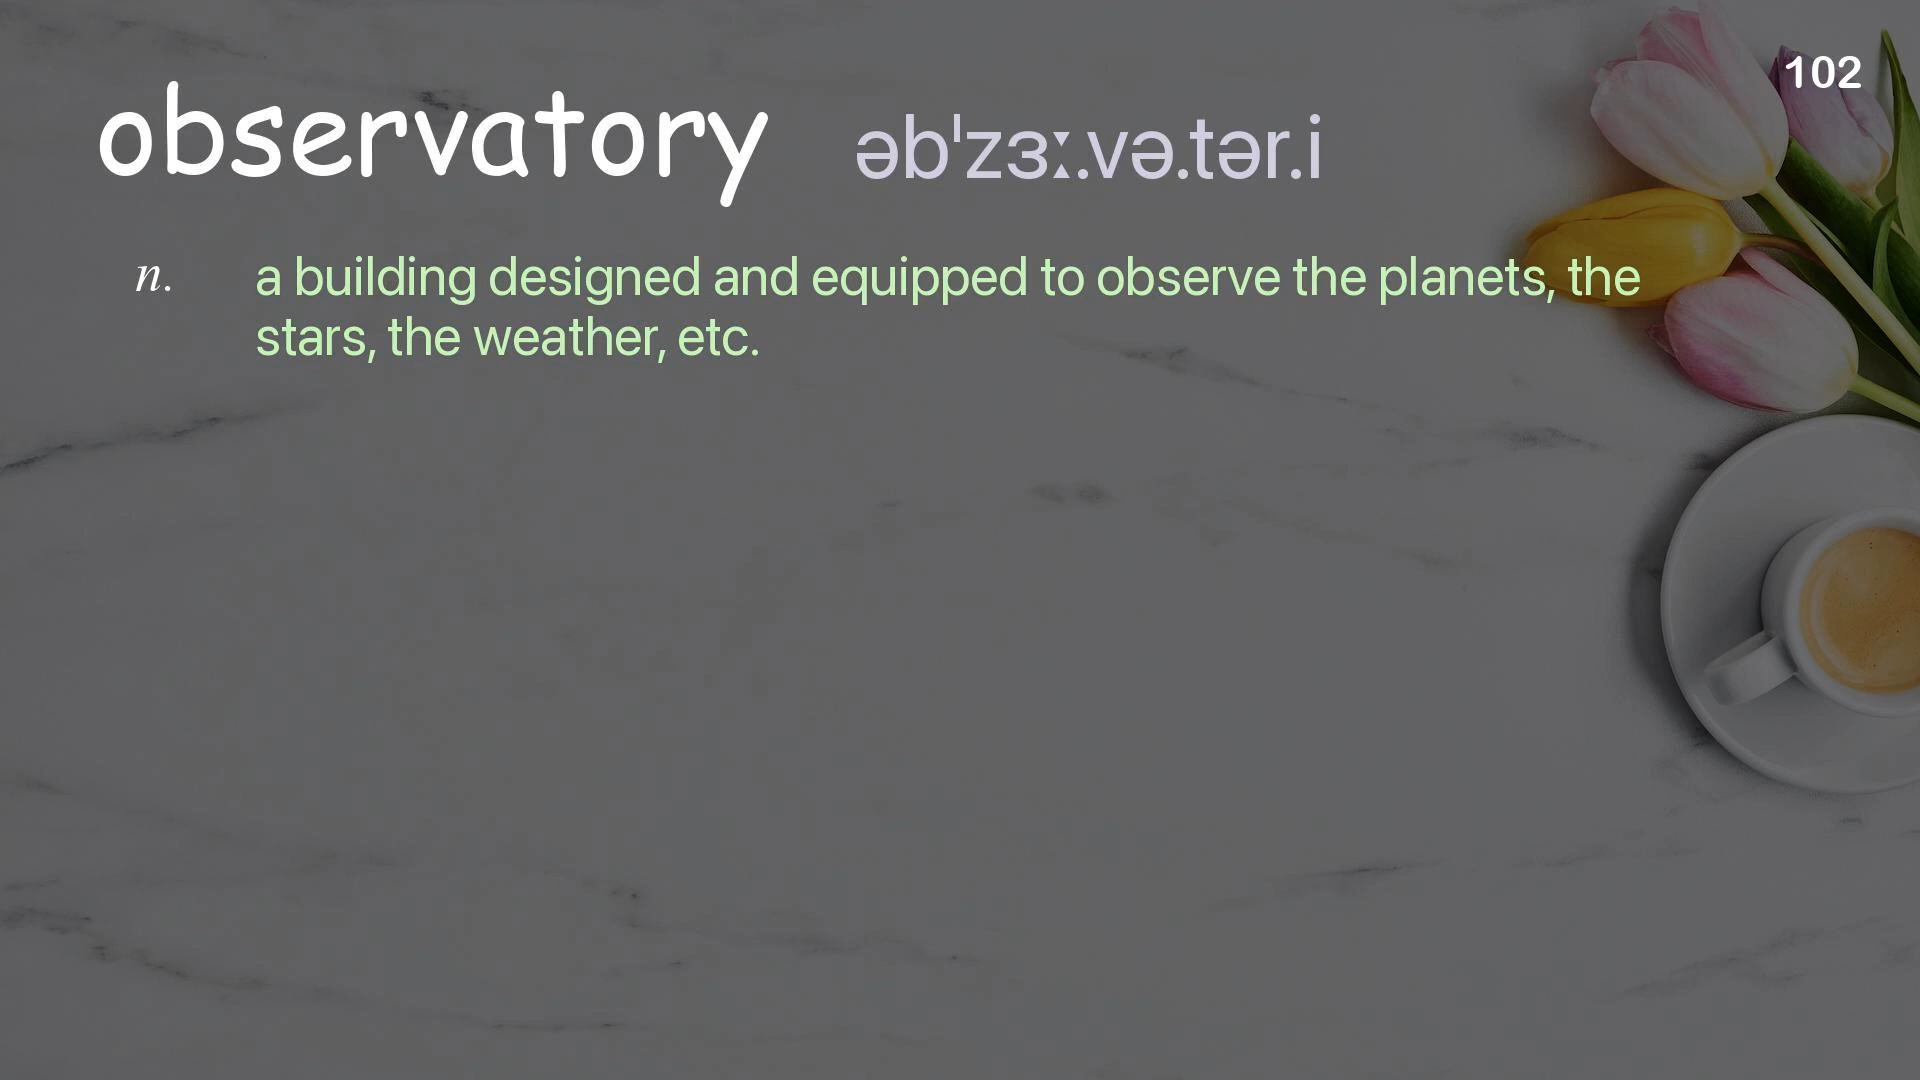 102
observatory əbˈzɜː.və.tər.i
n. a building designed and equipped to observe the planets, the
stars, the weather, etc.